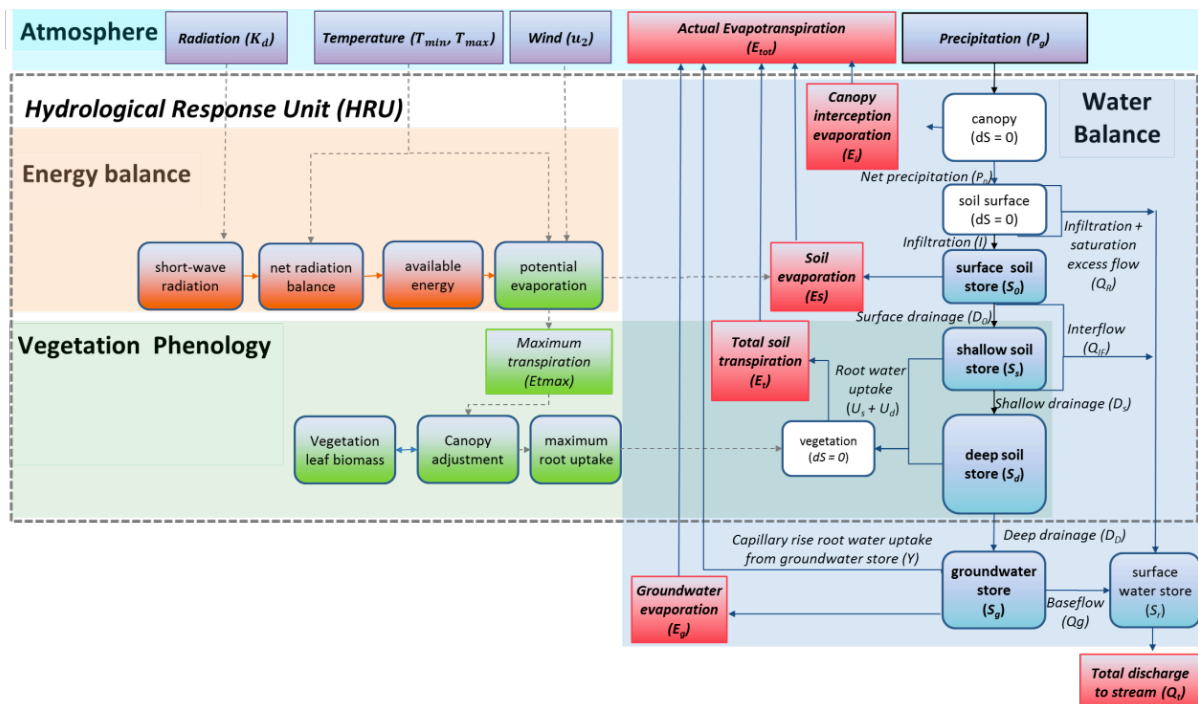 Atmosphere
Radiation (K_d)
Temperature (T_min, T_max)
Wind (u_2)
Actual Evapotranspiration
(E_tot)
Precipitation (P_g)
Hydrological Response Unit (HRU)
Water
Balance
Canopy
interception
evaporation
(E_i)
canopy
(dS = 0)
Net precipitation (P_n)
Energy balance
soil surface
(dS = 0)
Infiltration +
saturation
excess flow
(Q_R)
Infiltration (I)
short-wave
radiation
net radiation
balance
available
energy
potential
evaporation
Soil
evaporation
(Es)
surface soil
store (S_0)
Surface drainage (D_0)
Vegetation Phenology
Maximum
transpiration
(Etmax)
Total soil
transpiration
(E_t)
Root water
uptake
(U_s + U_d)
shallow soil
store (S_s)
Interflow
(Q_IF)
Shallow drainage (D_s)
Vegetation
leaf biomass
Canopy
adjustment
maximum
root uptake
vegetation
(dS = 0)
deep soil
store (S_d)
Deep drainage (D_D)
Capillary rise root water uptake
from groundwater store (Y)
Groundwater
evaporation
(E_g)
groundwater
store
(S_g)
Baseflow
(Qg)
surface
water store
(S_r)
Total discharge
to stream (Q_t)